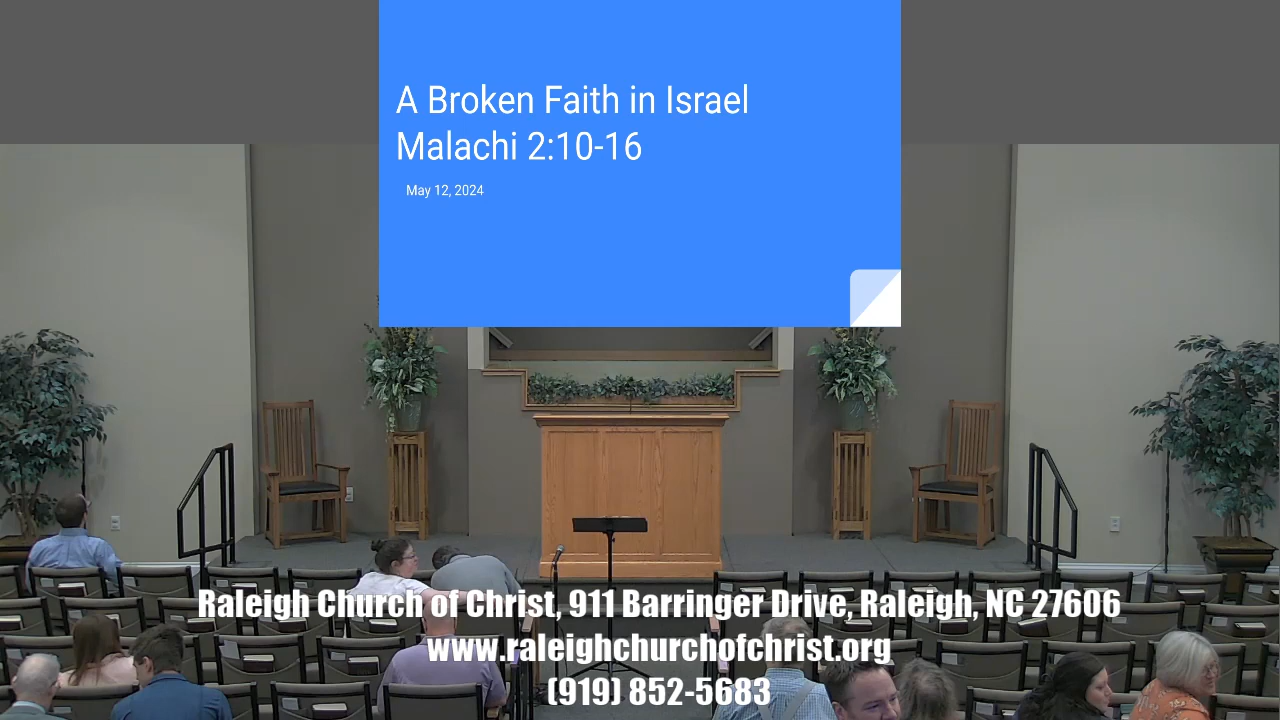 A Broken Faith in Israel
Malachi 2:10-16
May 12, 2024
Raleigh Church of Christ, 911 Barringer Drive, Raleigh, NC 27606
www.raleighchurchofchrist.org
(919) 852-5683